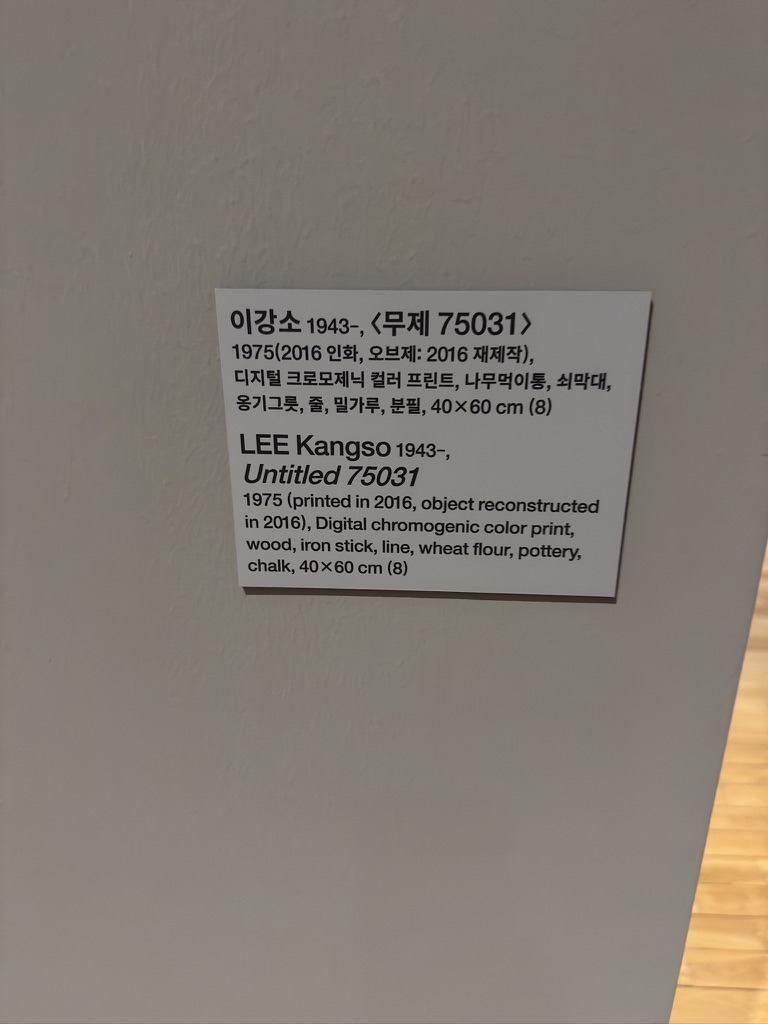 이강소 1943–, 〈무제 75031〉
1975(2016 인화, 오브제: 2016 재제작),
디지털 크로모제닉 컬러 프린트, 나무먹이통, 쇠막대,
옹기그릇, 줄, 밀가루, 분필, 40×60 cm (8)
LEE Kangso 1943–,
Untitled 75031
1975 (printed in 2016, object reconstructed
in 2016), Digital chromogenic color print,
wood, iron stick, line, wheat flour, pottery,
chalk, 40×60 cm (8)